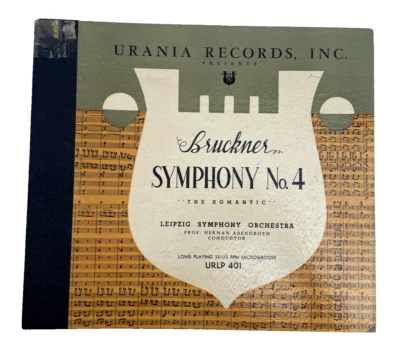 URANIA RECORDS, INC.
PRESENTS
Bruckner
SYMPHONY No. 4
"THE ROMANTIC"
LEIPZIG SYMPHONY ORCHESTRA
PROF. HERMAN ABENDROTH
CONDUCTOR
LONG PLAYING 33-1/3 RPM MICROGROOVE
URLP 401